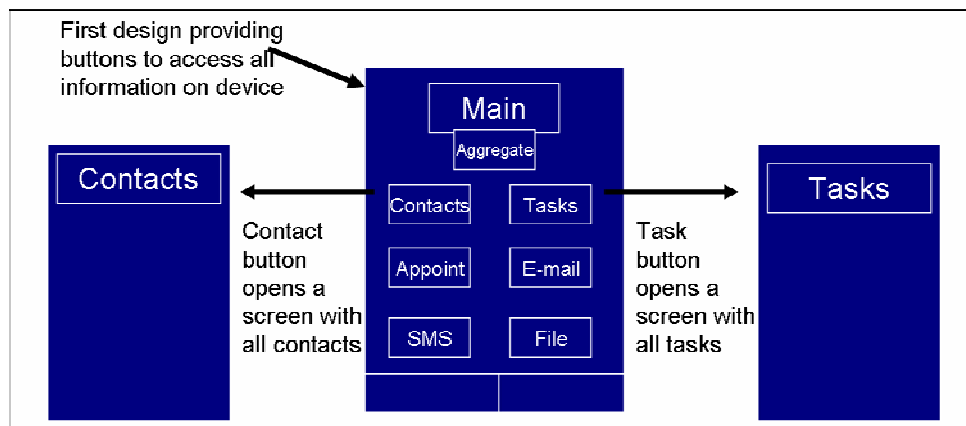 First design providing
buttons to access all
information on device
Main
Aggregate
Contacts
Contacts
Tasks
Tasks
Contact
button
opens a
screen with
all contacts
Appoint
E-mail
SMS
File
Task
button
opens a
screen with
all tasks